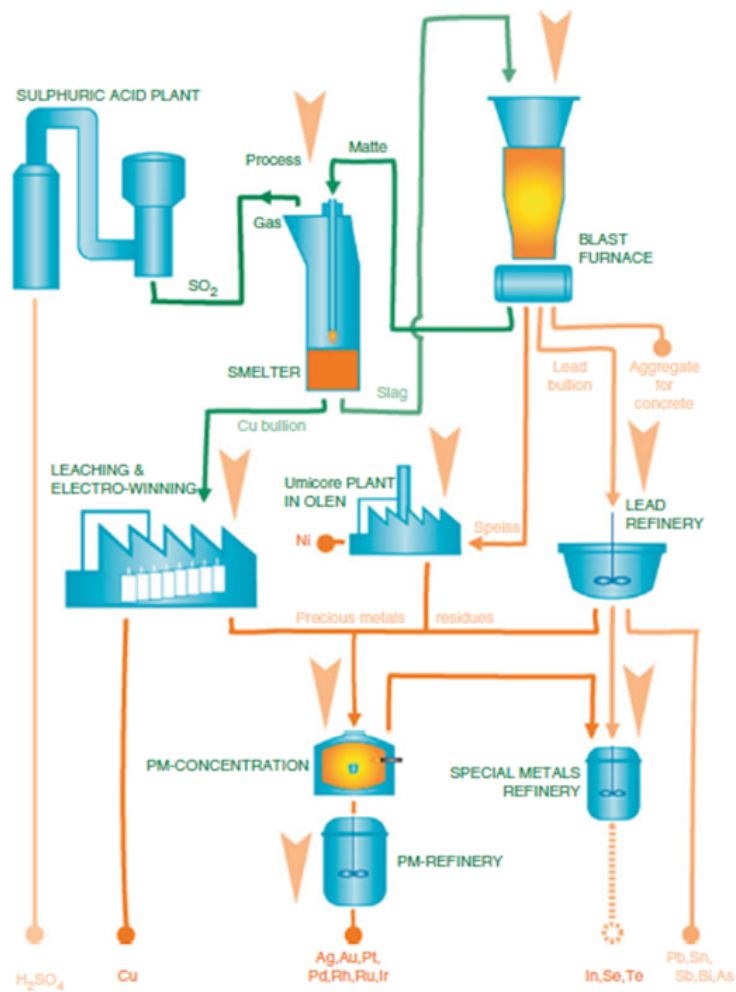 SULPHURIC ACID PLANT
Process
Gas
Matte
SO2
BLAST
FURNACE
SMELTER
Slag
Cu bullion
Lead
bullion
Aggregate
for
concrete
LEACHING &
ELECTRO-WINNING
Umicore PLANT
IN OLEN
Ni
Speiss
LEAD
REFINERY
Precious metals residues
PM-CONCENTRATION
SPECIAL METALS
REFINERY
PM-REFINERY
H2SO4
Cu
Ag,Au,Pt,
Pd,Rh,Ru,Ir
In,Se,Te
Pb,Sn,
Sb,Bi,As